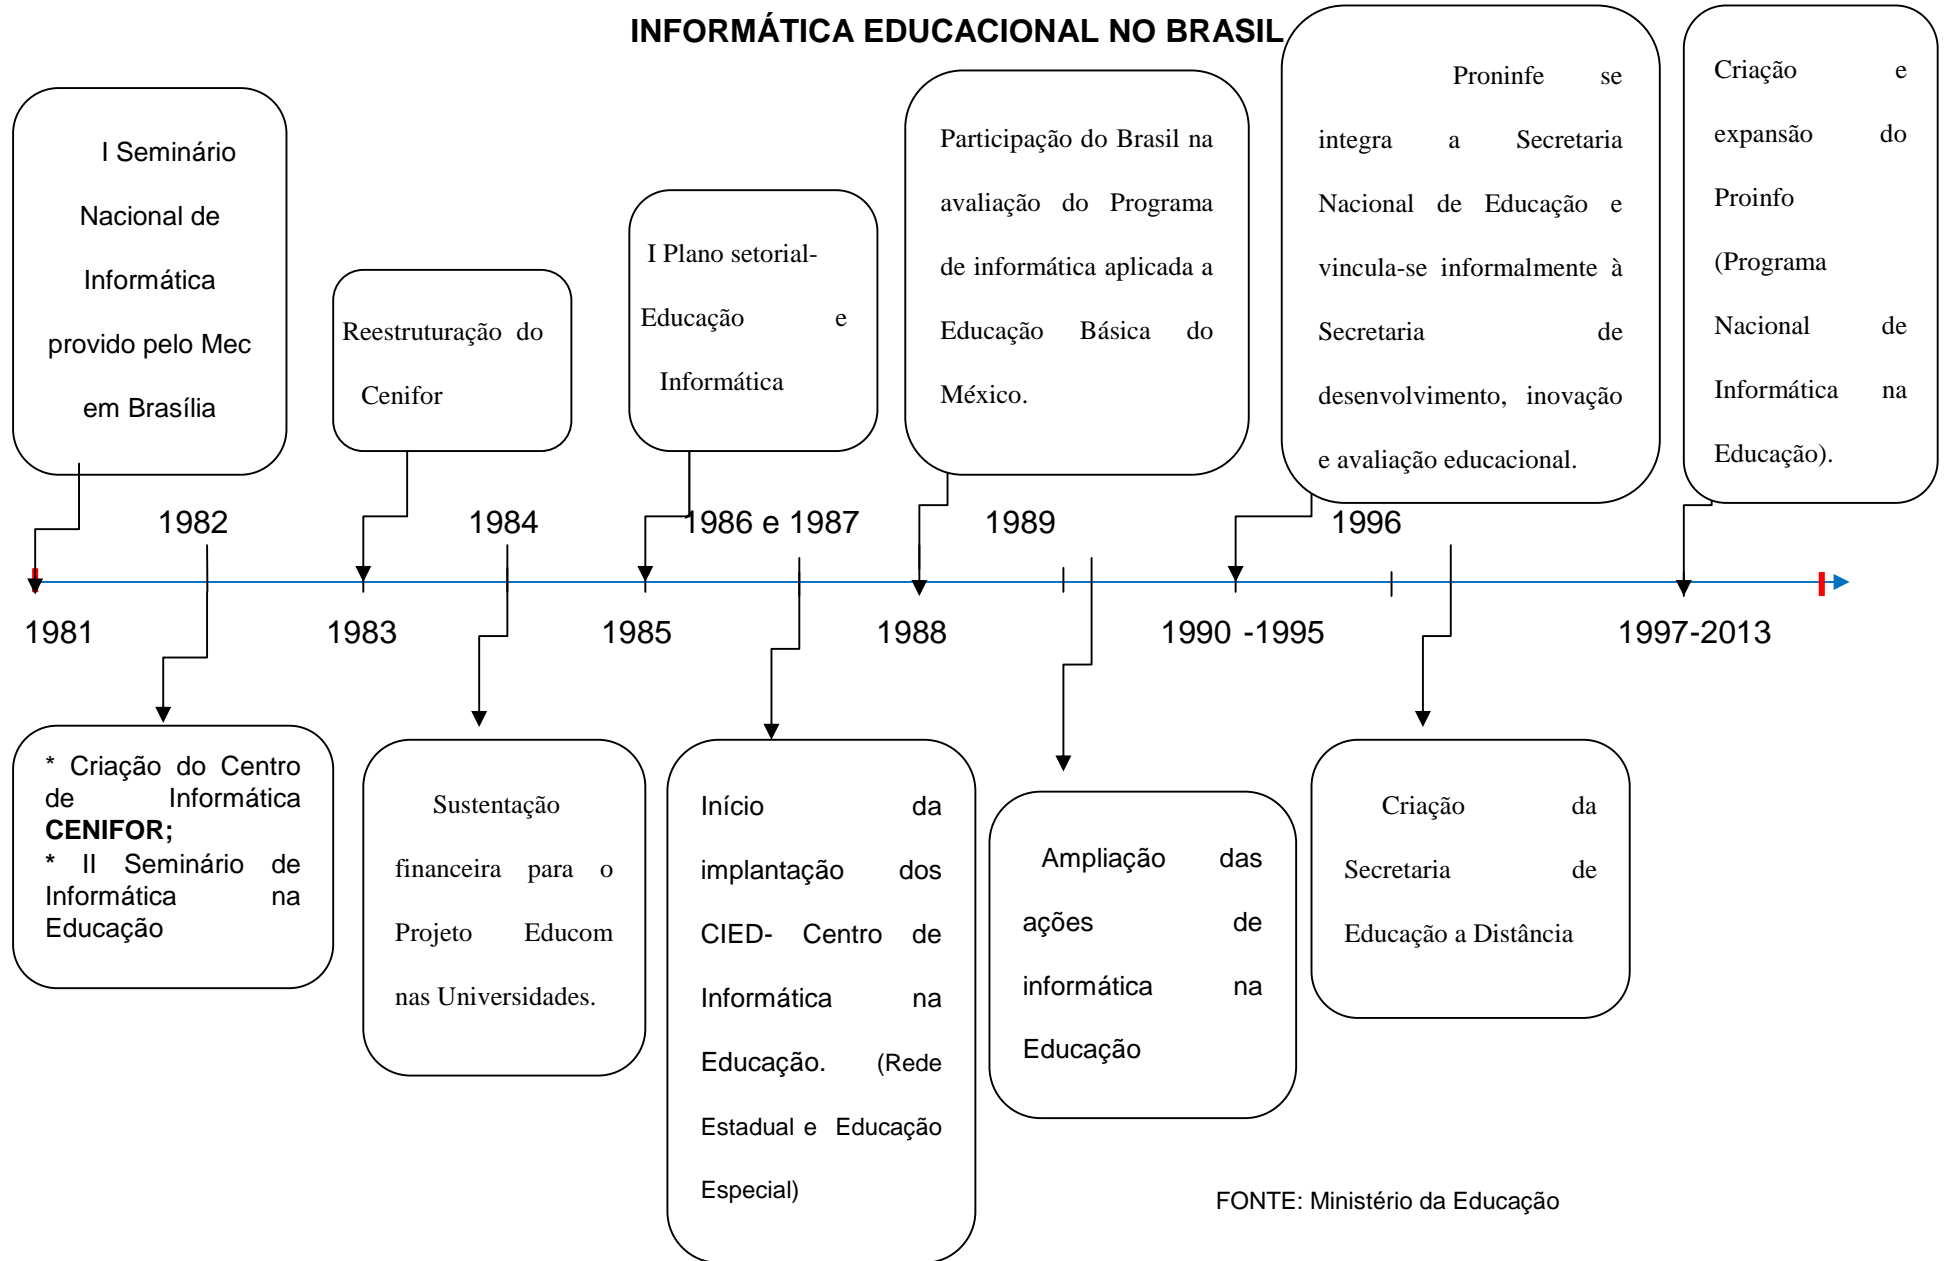 INFORMÁTICA EDUCACIONAL NO BRASIL
I Seminário
Nacional de
Informática
provido pelo Mec
em Brasília
Reestruturação do
Cenifor
I Plano setorial-
Educação e
Informática
Participação do Brasil na
avaliação do Programa
de informática aplicada a
Educação Básica do
México.
Proninfe se
integra a Secretaria
Nacional de Educação e
vincula-se informalmente à
Secretaria de
desenvolvimento, inovação
e avaliação educacional.
Criação e
expansão do
Proinfo
(Programa
Nacional de
Informática na
Educação).
1982
1984
1986 e 1987
1989
1996
1981
1983
1985
1988
1990 -1995
1997-2013
* Criação do Centro
de Informática
CENIFOR;
* II Seminário de
Informática na
Educação
Sustentação
financeira para o
Projeto Educom
nas Universidades.
Início da
implantação dos
CIED- Centro de
Informática na
Educação. (Rede
Estadual e Educação
Especial)
Ampliação das
ações de
informática na
Educação
Criação da
Secretaria de
Educação a Distância
FONTE: Ministério da Educação